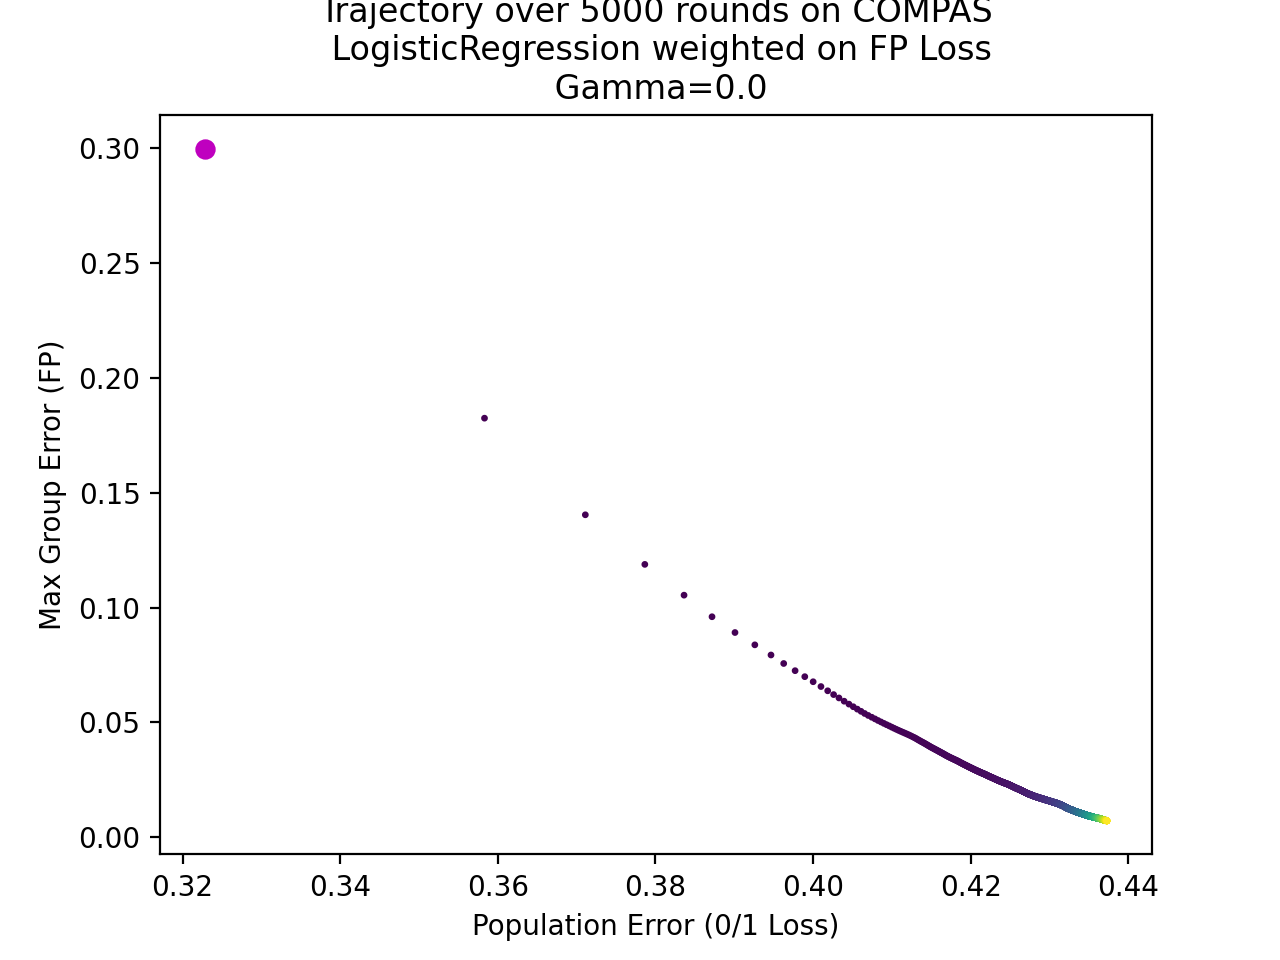 Trajectory over 5000 rounds on COMPAS
LogisticRegression weighted on FP Loss
Gamma=0.0
0.30
0.25
0.20
0.15
0.10
0.05
0.00
Max Group Error (FP)
0.32 0.34 0.36 0.38 0.40 0.42 0.44
Population Error (0/1 Loss)